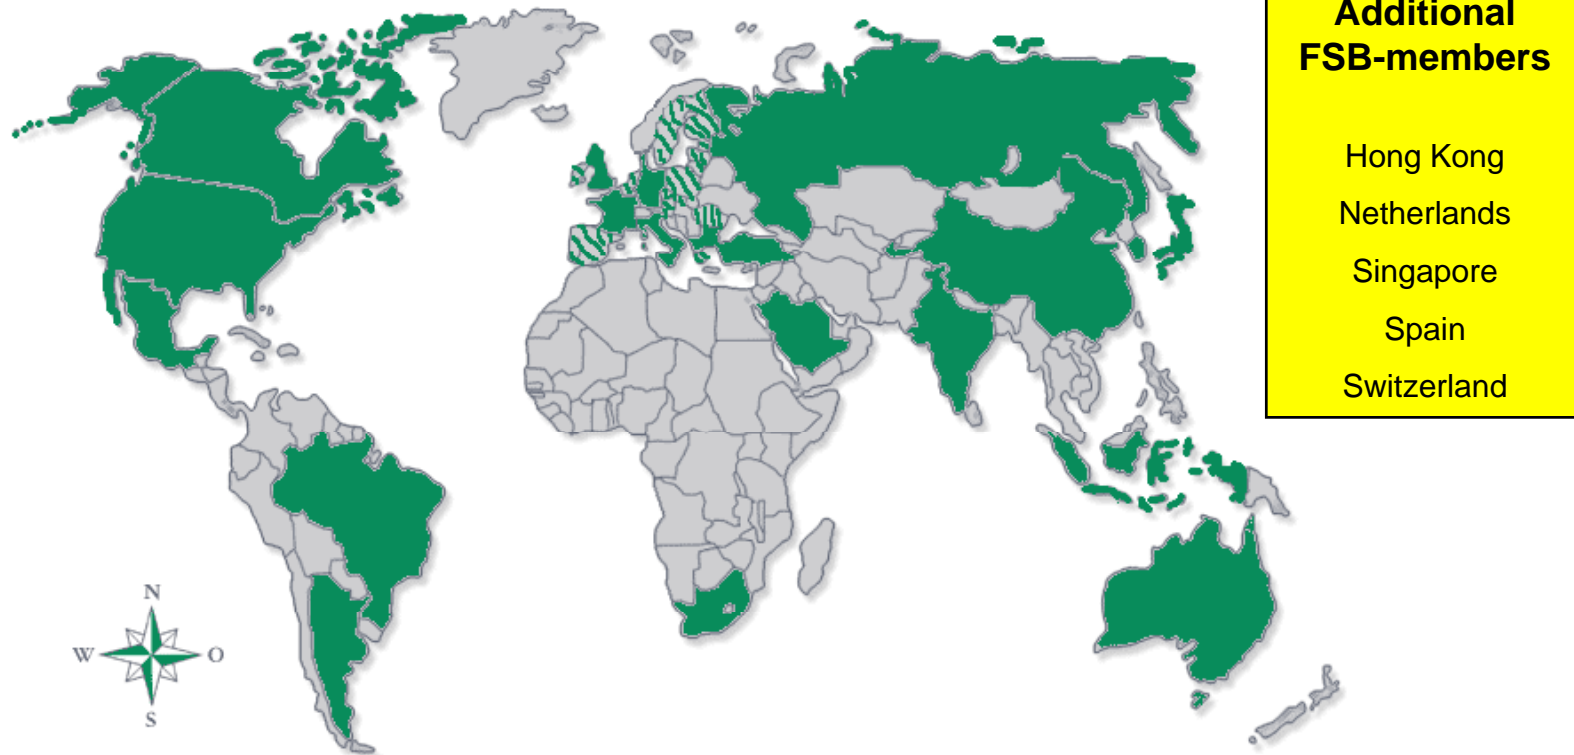 Additional
FSB-members
Hong Kong
Netherlands
Singapore
Spain
Switzerland
N
W O
S